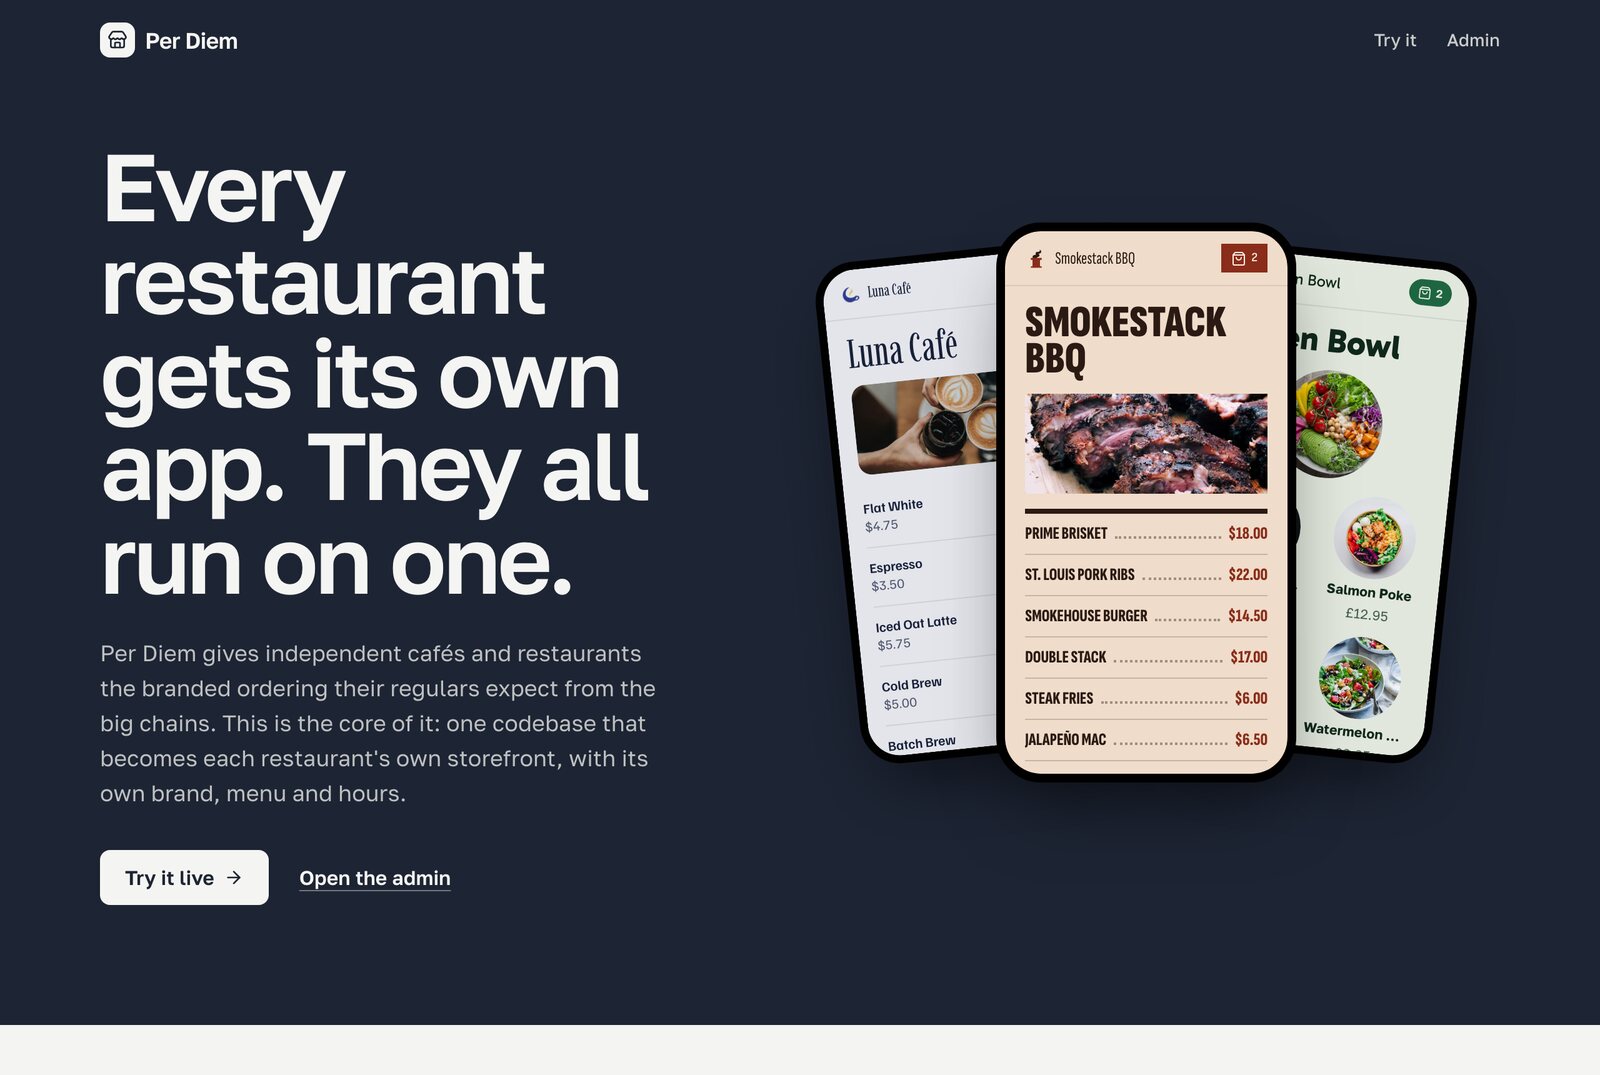 Per Diem
Try it
Admin
Every
restaurant
gets its own
app. They all
run on one.
Per Diem gives independent cafés and restaurants
the branded ordering their regulars expect from the
big chains. This is the core of it: one codebase that
becomes each restaurant's own storefront, with its
own brand, menu and hours.
Try it live
Open the admin
Luna Café
Luna Café
Flat White
$4.75
Espresso
$3.50
Iced Oat Latte
$5.75
Cold Brew
$5.00
Batch Brew
Smokestack BBQ
2
SMOKESTACK
BBQ
PRIME BRISKET $18.00
ST. LOUIS PORK RIBS $22.00
SMOKEHOUSE BURGER $14.50
DOUBLE STACK $17.00
STEAK FRIES $6.00
JALAPEÑO MAC $6.50
n Bowl
2
en Bowl
Salmon Poke
£12.95
Watermelon ...